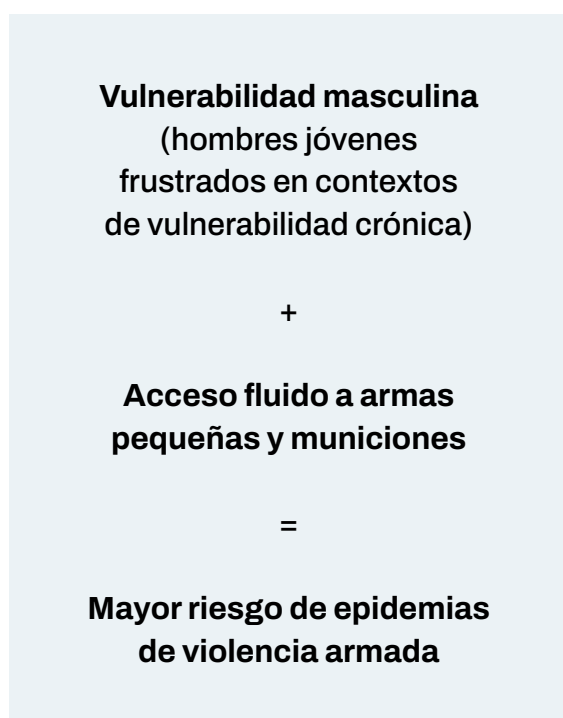 Vulnerabilidad masculina
(hombres jóvenes
frustrados en contextos
de vulnerabilidad crónica)
+
Acceso fluido a armas
pequeñas y municiones
=
Mayor riesgo de epidemias
de violencia armada